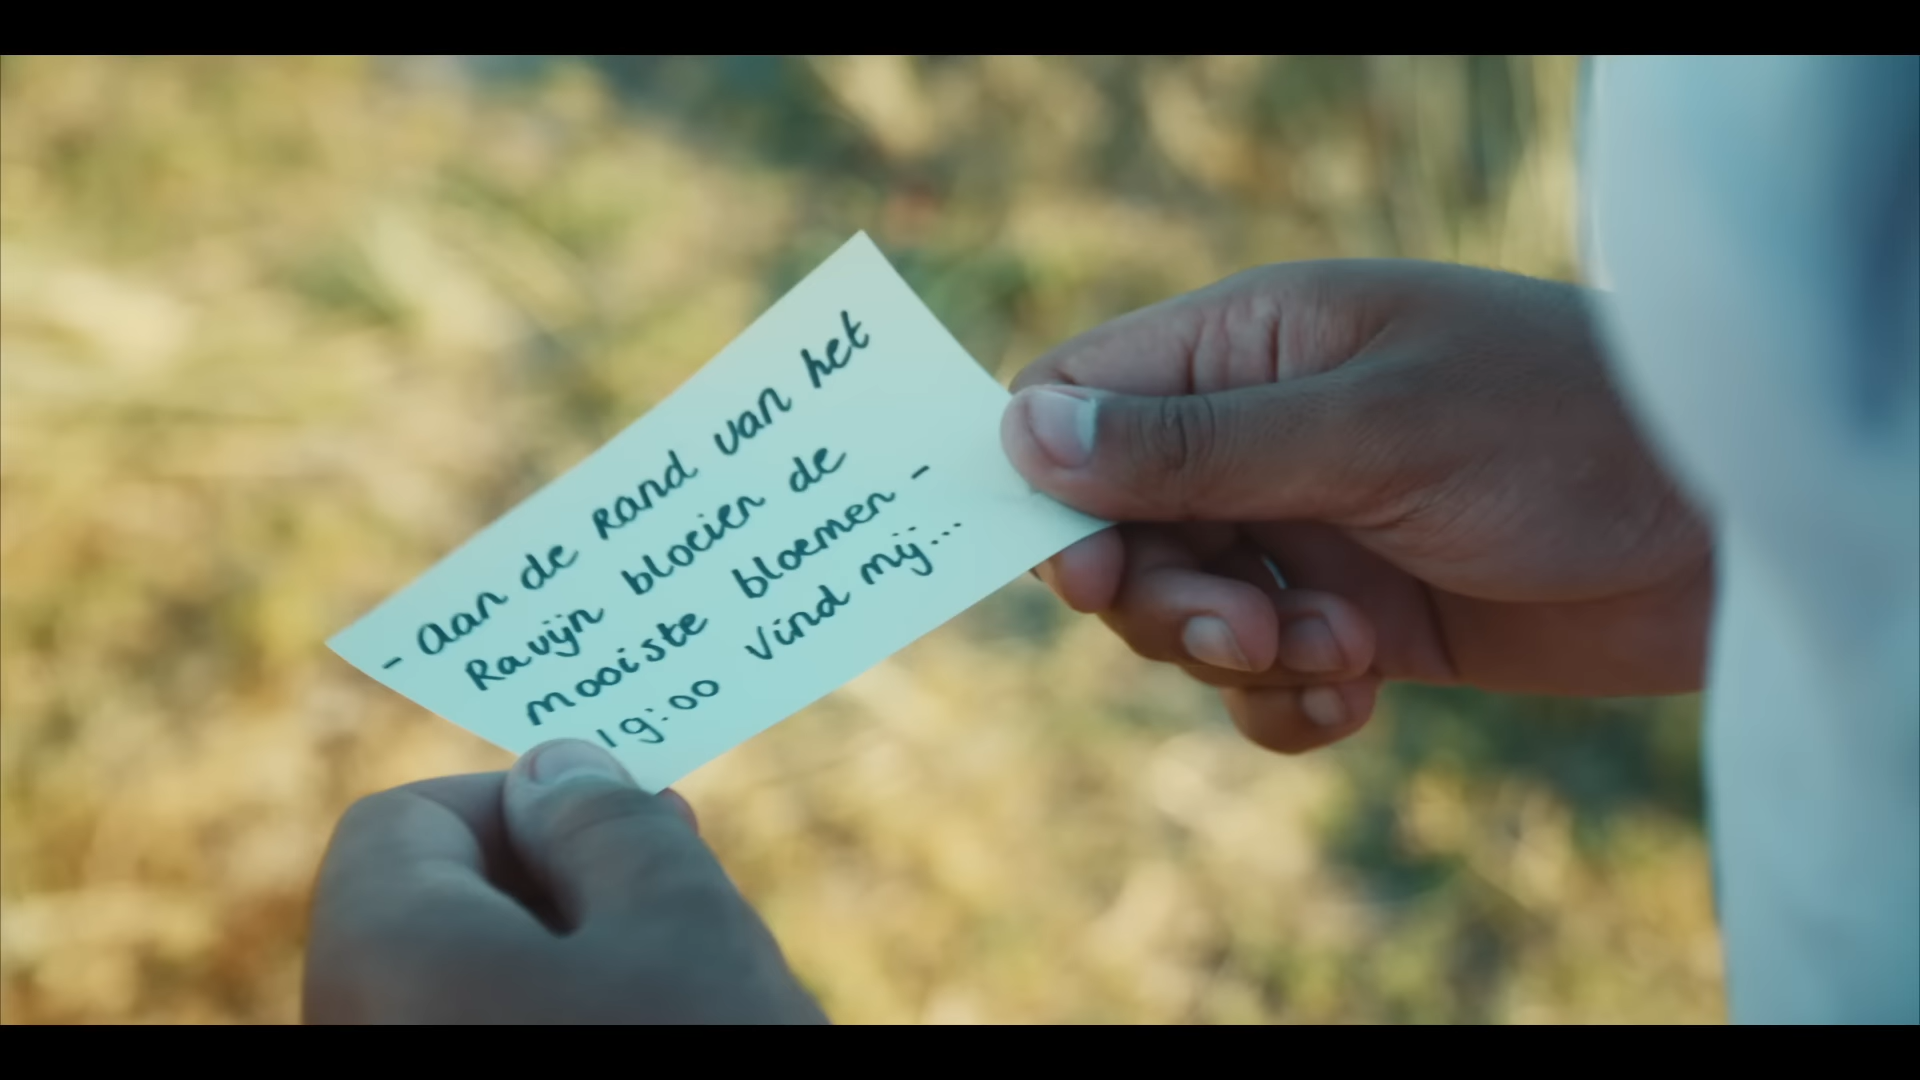 - Aan de rand van het
Ravijn bloeien de
mooiste bloemen -
19:00 Vind mij...